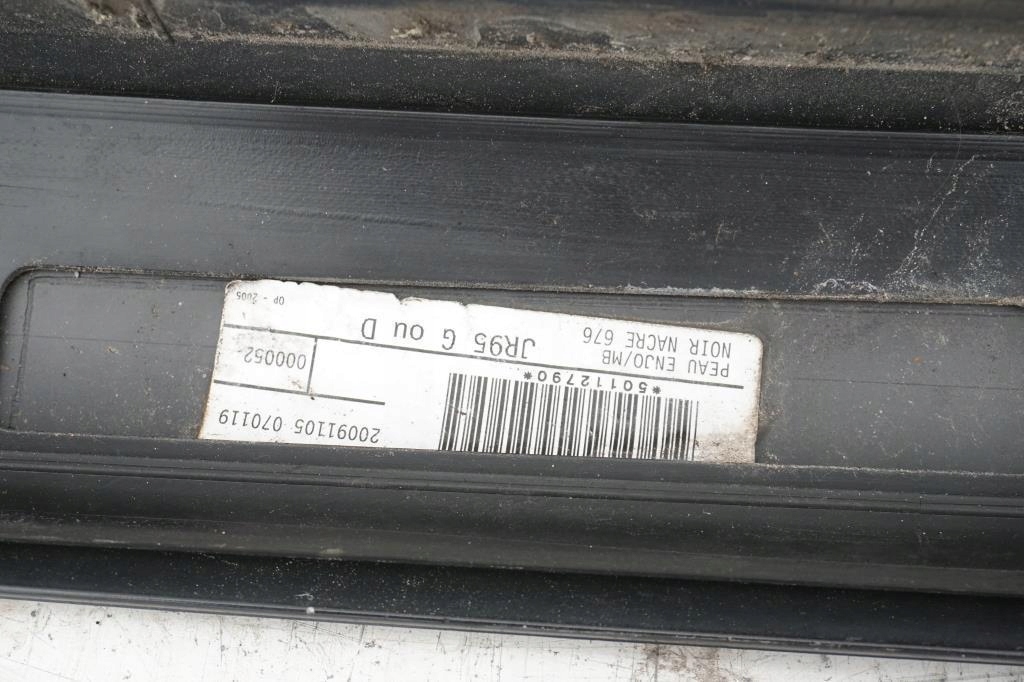 20091105 070119
*50112790*
000052
PEAU ENJO/MB
NOIR NACRE 676
JR95 G ou D
OP - 2005